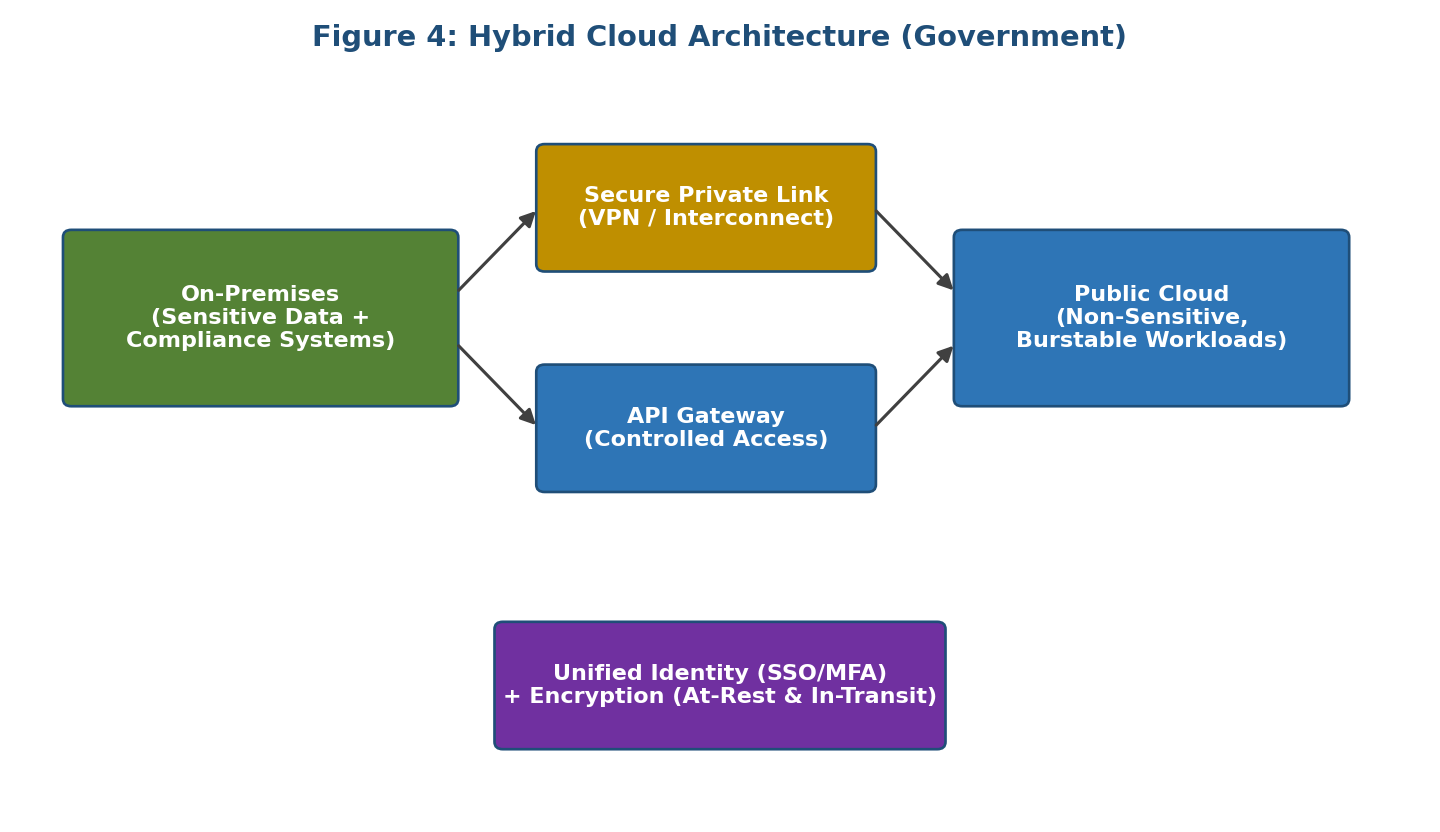 Figure 4: Hybrid Cloud Architecture (Government)
Secure Private Link
(VPN / Interconnect)
On-Premises
(Sensitive Data +
Compliance Systems)
Public Cloud
(Non-Sensitive,
Burstable Workloads)
API Gateway
(Controlled Access)
Unified Identity (SSO/MFA)
+ Encryption (At-Rest & In-Transit)